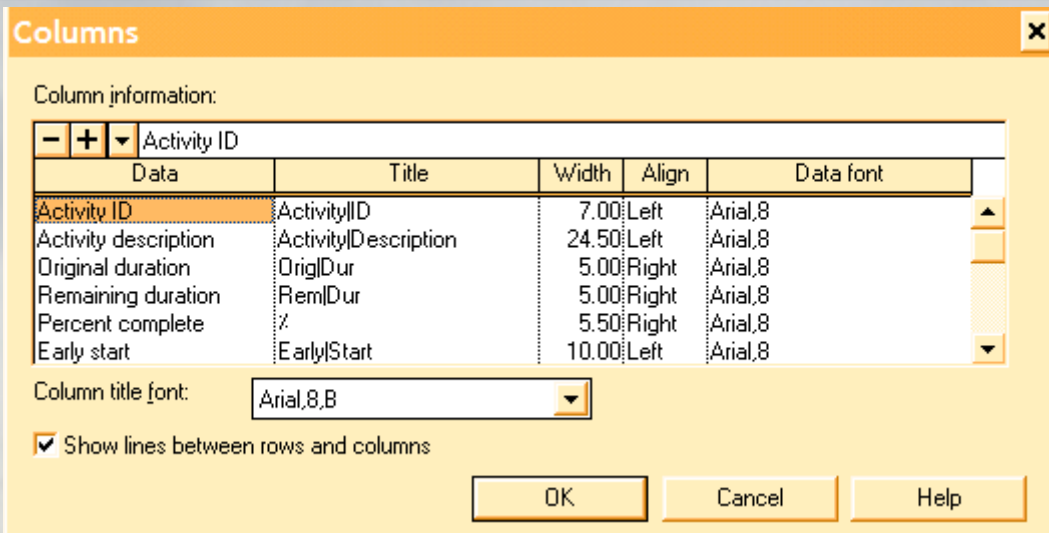 Columns
Column information:
Activity ID
Data Title Width Align Data font
Activity ID Activity|ID 7.00 Left Arial,8
Activity description Activity|Description 24.50 Left Arial,8
Original duration Orig|Dur 5.00 Right Arial,8
Remaining duration Rem|Dur 5.00 Right Arial,8
Percent complete % 5.50 Right Arial,8
Early start Early|Start 10.00 Left Arial,8
Column title font: Arial,8,B
Show lines between rows and columns
OK Cancel Help